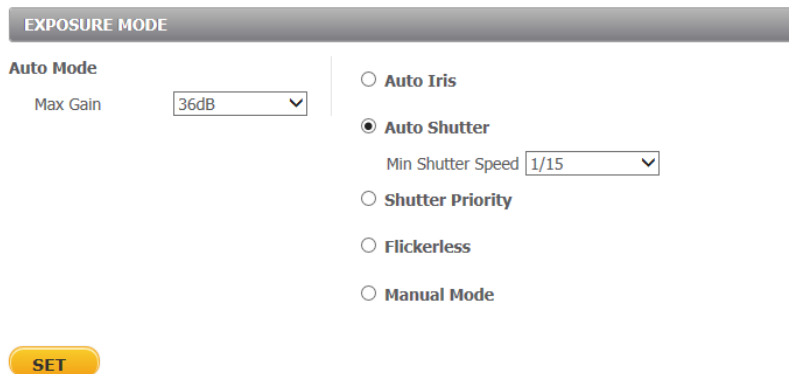 EXPOSURE MODE
Auto Mode
Max Gain 36dB
Auto Iris
Auto Shutter
Min Shutter Speed 1/15
Shutter Priority
Flickerless
Manual Mode
SET